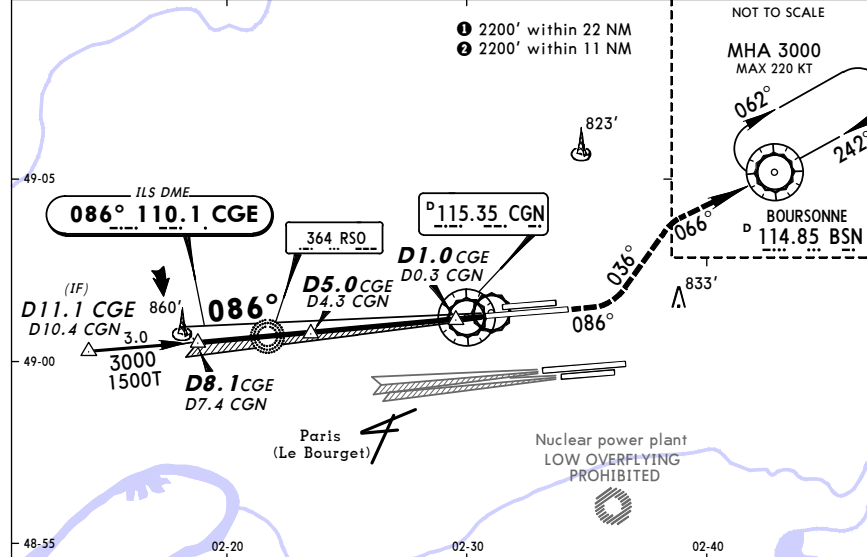 ❶ 2200' within 22 NM
❷ 2200' within 11 NM
NOT TO SCALE
MHA 3000
MAX 220 KT
062°
242°
823'
49-05
ILS DME
086° 110.1 CGE
364 RSO
D 115.35 CGN
BOURSONNE
D 114.85 BSN
066°
036°
086°
833'
D1.0 CGE
D0.3 CGN
D5.0 CGE
D4.3 CGN
086°
(IF)
D11.1 CGE
D10.4 CGN
860'
3.0
3000
1500T
49-00
D8.1 CGE
D7.4 CGN
Paris
(Le Bourget)
Nuclear power plant
LOW OVERFLYING
PROHIBITED
48-55
02-20
02-30
02-40